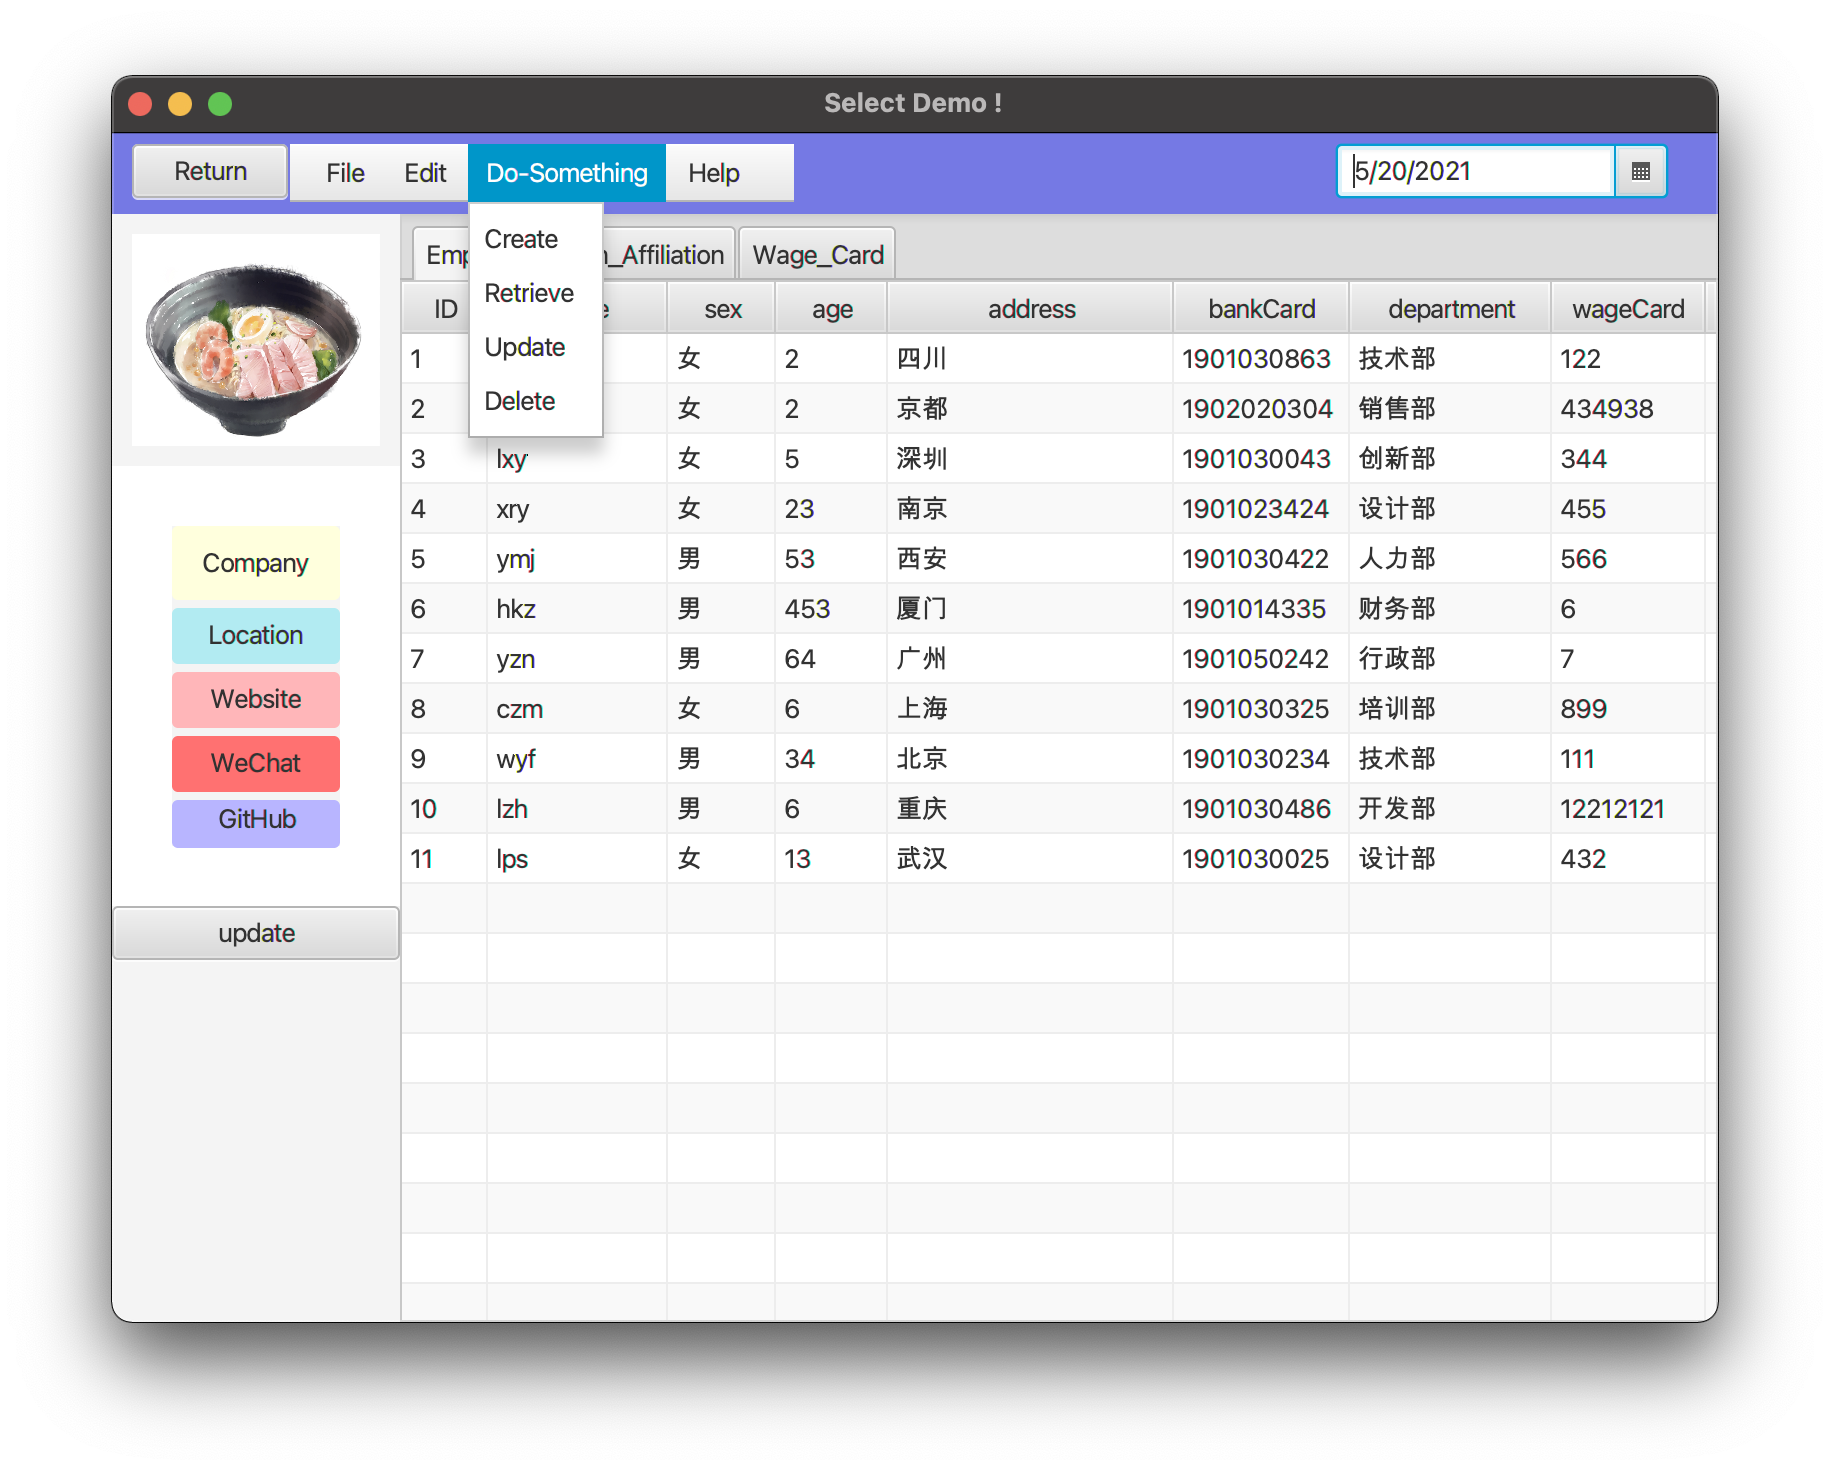 Select Demo !
Return File Edit Do-Something Help 5/20/2021
Create
Retrieve
Update
Delete
Emp _Affiliation Wage_Card
ID sex age address bankCard department wageCard
1 女 2 四川 1901030863 技术部 122
2 女 2 京都 1902020304 销售部 434938
3 lxy 女 5 深圳 1901030043 创新部 344
4 xry 女 23 南京 1901023424 设计部 455
5 ymj 男 53 西安 1901030422 人力部 566
6 hkz 男 453 厦门 1901014335 财务部 6
7 yzn 男 64 广州 1901050242 行政部 7
8 czm 女 6 上海 1901030325 培训部 899
9 wyf 男 34 北京 1901030234 技术部 111
10 lzh 男 6 重庆 1901030486 开发部 12212121
11 lps 女 13 武汉 1901030025 设计部 432
Company
Location
Website
WeChat
GitHub
update